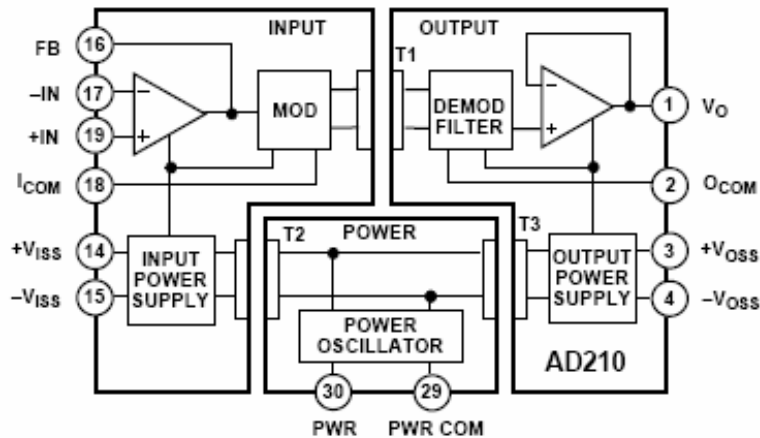 INPUT
OUTPUT
FB
16
T1
–IN
17
MOD
DEMOD
FILTER
1
VO
+IN
19
ICOM
18
2
OCOM
T2
POWER
T3
+VISS
14
INPUT
POWER
SUPPLY
OUTPUT
POWER
SUPPLY
3
+VOSS
–VISS
15
4
–VOSS
POWER
OSCILLATOR
AD210
30
29
PWR
PWR COM